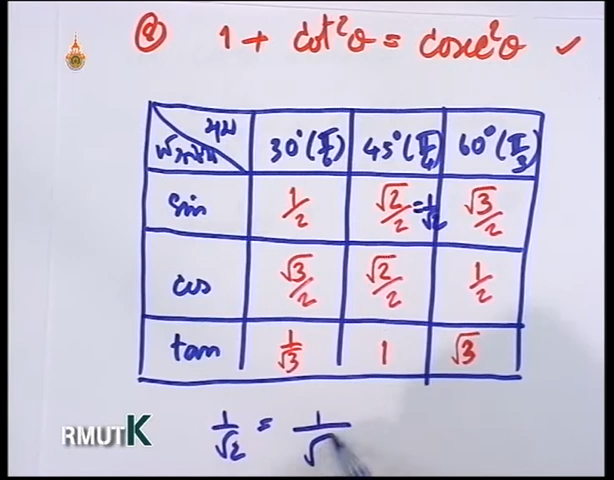 ④ 1 + cot²θ = cosec²θ ✓
มุม
ฟังก์ชัน 30°(π/6) 45°(π/4) 60°(π/3)
sin 1/2 √2/2 = 1/√2 √3/2
cos √3/2 √2/2 1/2
tan 1/√3 1 √3
1/√2 = 1/√
RMUTK